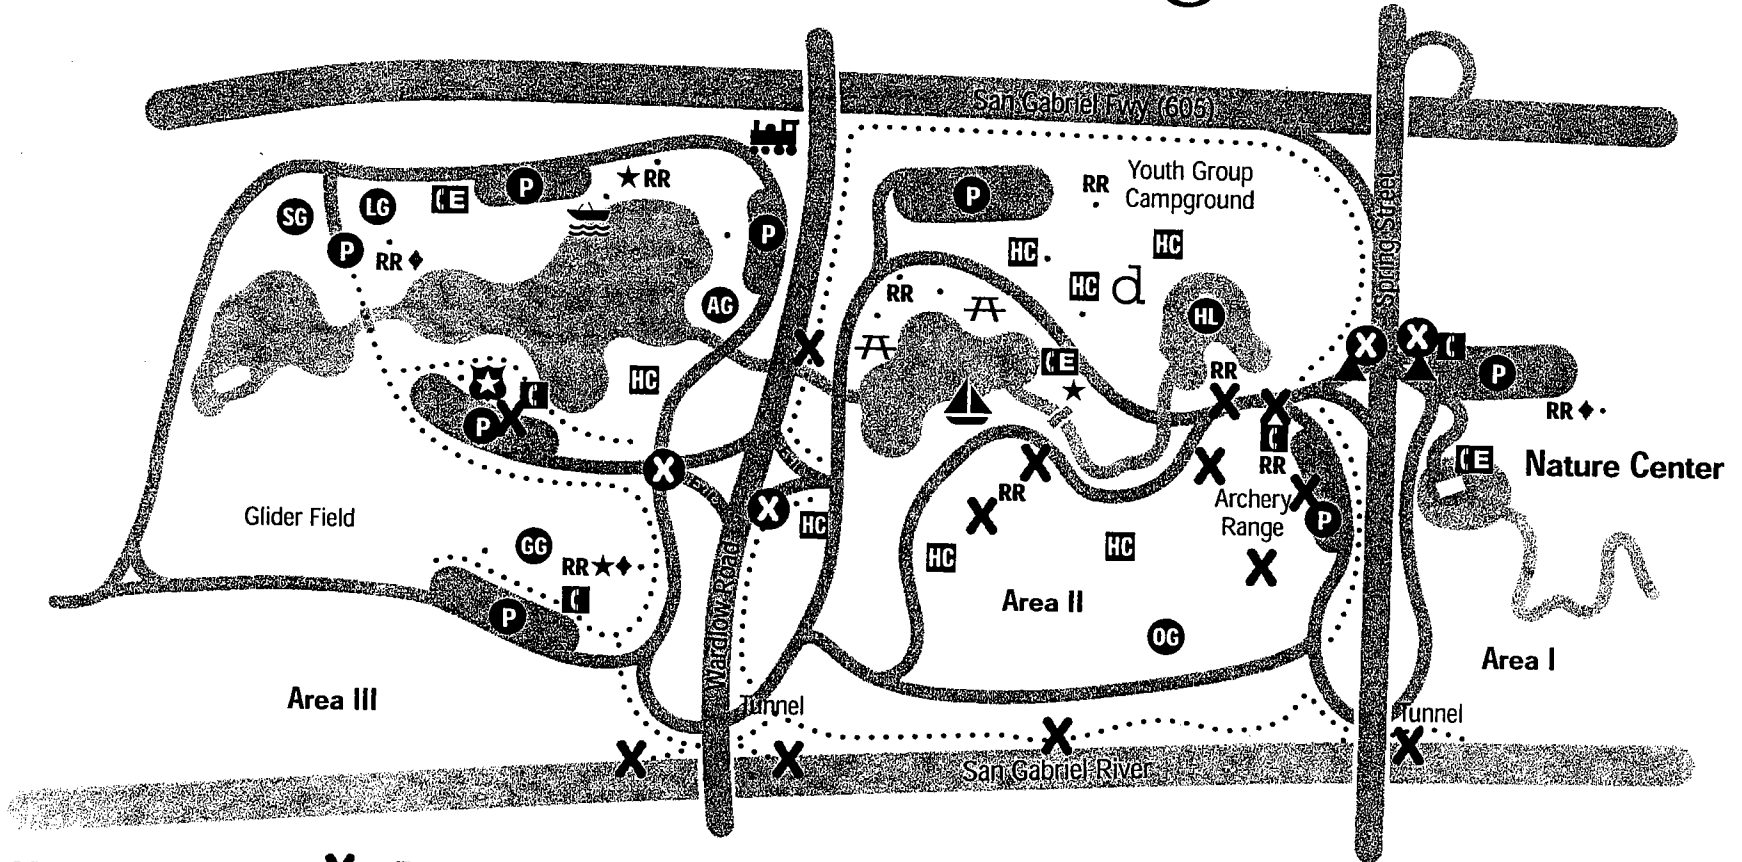 San Gabriel Fwy (605)
Youth Group
Campground
RR
P
RR
P
E
LG
SG
P
RR
P
AG
HC
HC
HC
d
Spring Street
RR
HL
X
X
X
E
P
RR
HC
RR
X
X
P
X
RR
X
Exit
X
X
X
RR
E
Nature Center
Glider Field
X
HC
X
RR
X
Archery
Range
X
P
GG
RR
HC
HC
X
P
Area II
Wardlow Road
OG
Area I
Area III
Tunnel
Tunnel
X
X
X
X
San Gabriel River